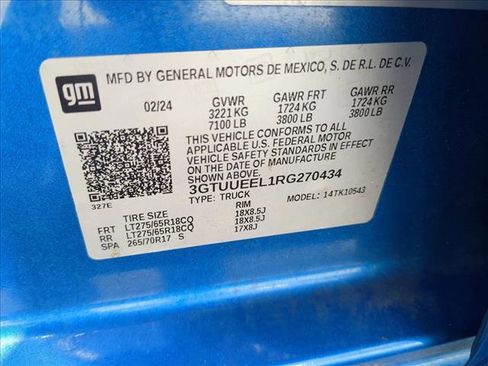 gm
MFD BY GENERAL MOTORS DE MEXICO, S. DE R.L. DE C.V.
02/24 GVWR GAWR FRT GAWR RR
3221 KG 1724 KG 1724 KG
7100 LB 3800 LB 3800 LB
THIS VEHICLE CONFORMS TO ALL
APPLICABLE U.S. FEDERAL MOTOR
VEHICLE SAFETY STANDARDS IN EFFECT
ON THE DATE OF MANUFACTURE
SHOWN ABOVE.
3GTUUEEL1RG270434
327E TYPE: TRUCK 14TK10543
TIRE SIZE RIM
FRT LT275/65R18CQ 18X8.5J
RR LT275/65R18CQ 18X8.5J
SPA 265/70R17 S 17X8J